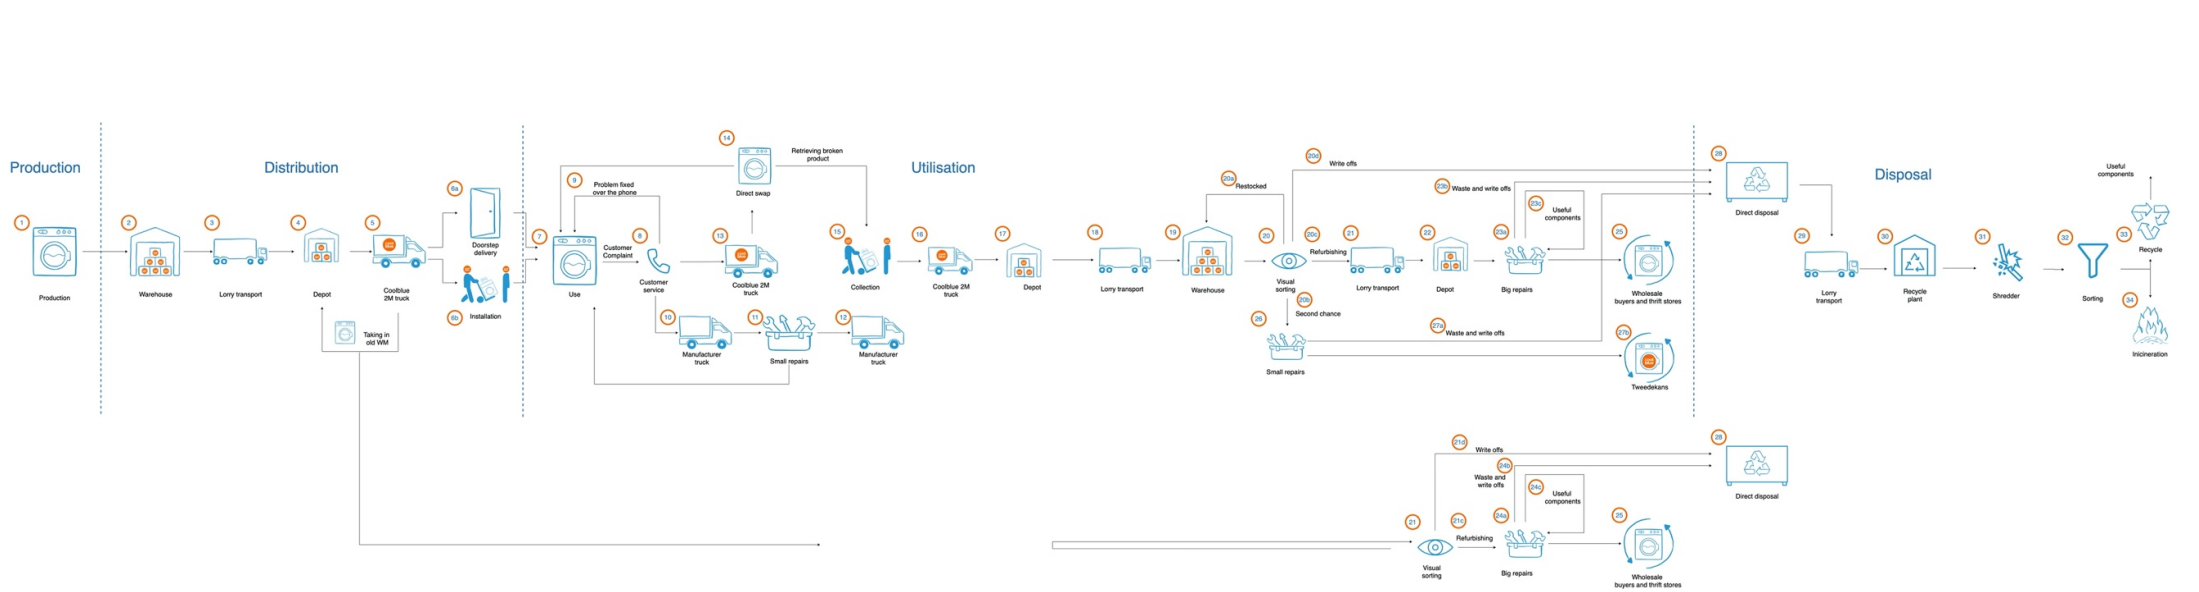 Production
Distribution
Utilisation
Disposal
1
Production
2
Warehouse
3
Lorry transport
4
Depot
5
Coolblue
2M truck
Taking in
old WM
6a
Doorstep
delivery
6b
Installation
7
Use
Customer
Complaint
8
Customer
service
9
Problem fixed
over the phone
10
Manufacturer
truck
11
Small repairs
12
Manufacturer
truck
13
Coolblue 2M
truck
14
Direct swap
Retrieving broken
product
15
Collection
16
Coolblue 2M
truck
17
Depot
18
Lorry transport
19
Warehouse
20
Visual
sorting
20a
Restocked
20b
Second chance
20c
Refurbishing
20d
Write offs
21
Lorry transport
22
Depot
23a
Big repairs
23b
Waste and write offs
23c
Useful
components
25
Wholesale
buyers and thrift stores
26
Small repairs
27a
Waste and write offs
27b
Tweedekans
28
Direct disposal
29
Lorry
transport
30
Recycle
plant
31
Shredder
32
Sorting
33
Recycle
Useful
components
34
Inicineration
21
Visual
sorting
21c
Refurbishing
21d
Write offs
24a
Big repairs
24b
Waste and
write offs
24c
Useful
components
25
Wholesale
buyers and thrift stores
28
Direct disposal